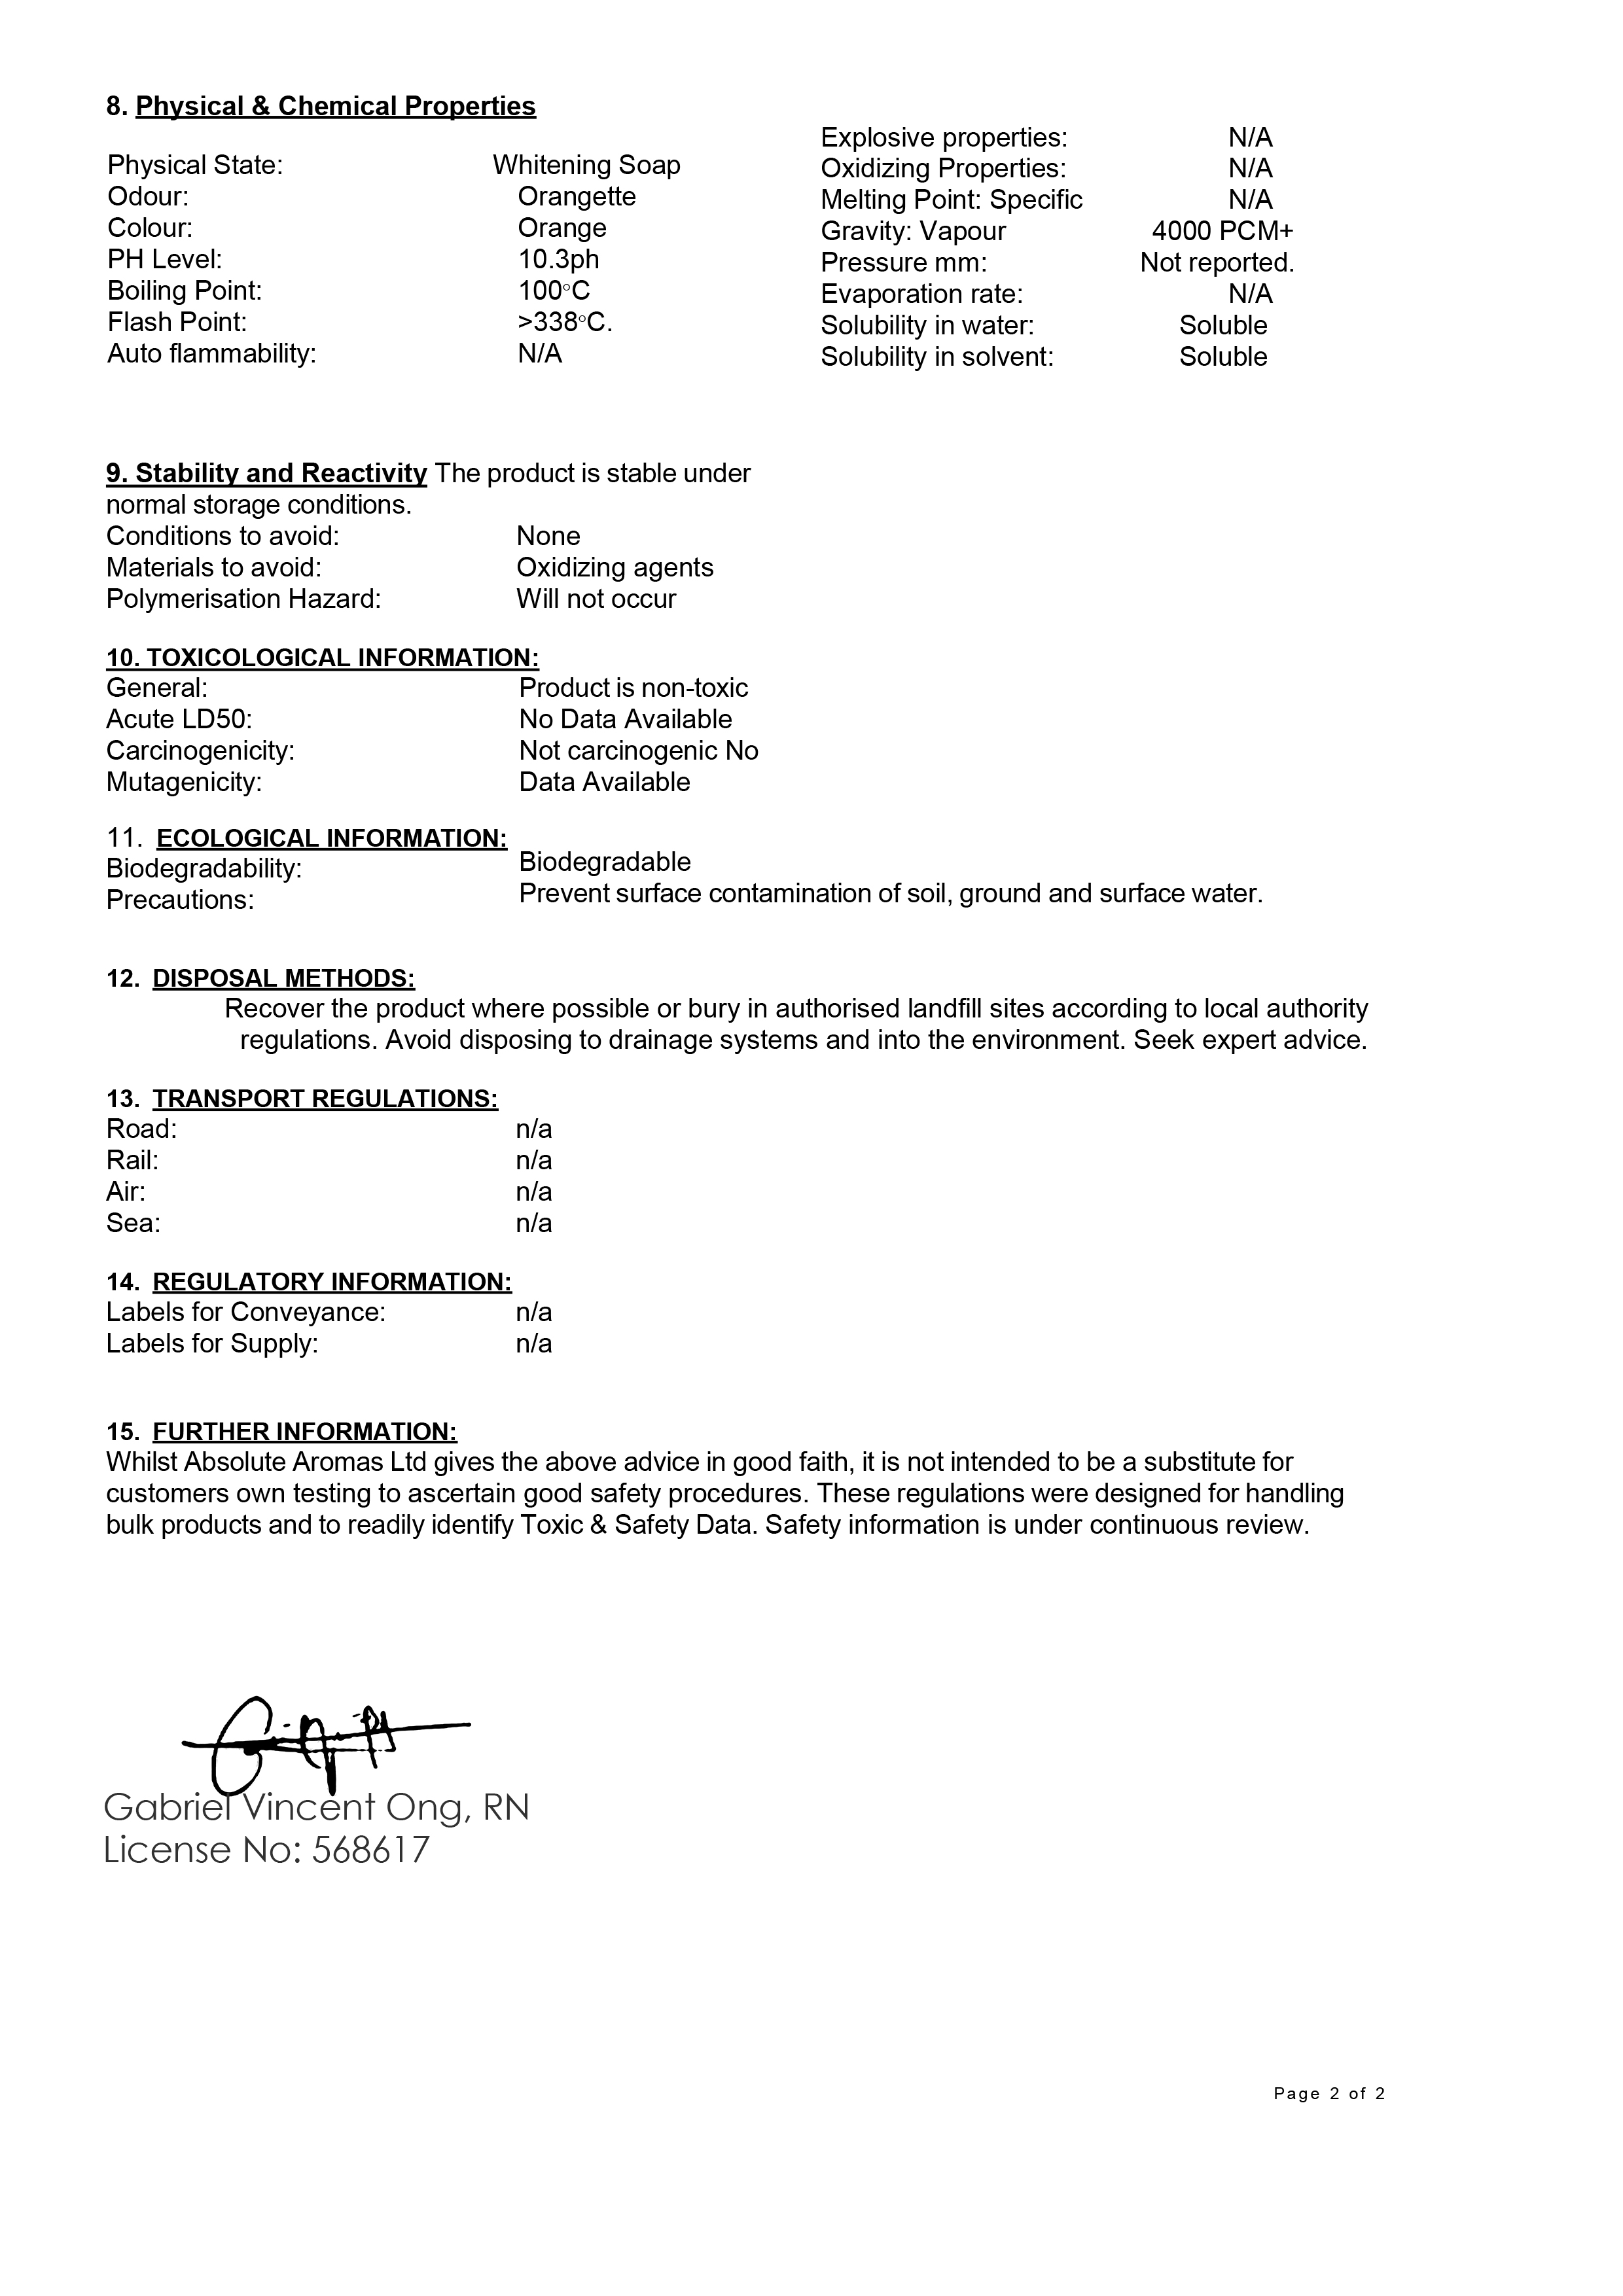 8. Physical & Chemical Properties
Physical State: Whitening Soap
Odour: Orangette
Colour: Orange
PH Level: 10.3ph
Boiling Point: 100°C
Flash Point: >338°C.
Auto flammability: N/A
Explosive properties: N/A
Oxidizing Properties: N/A
Melting Point: Specific N/A
Gravity: Vapour 4000 PCM+
Pressure mm: Not reported.
Evaporation rate: N/A
Solubility in water: Soluble
Solubility in solvent: Soluble
9. Stability and Reactivity The product is stable under
normal storage conditions.
Conditions to avoid: None
Materials to avoid: Oxidizing agents
Polymerisation Hazard: Will not occur
10. TOXICOLOGICAL INFORMATION:
General: Product is non-toxic
Acute LD50: No Data Available
Carcinogenicity: Not carcinogenic No
Mutagenicity: Data Available
11. ECOLOGICAL INFORMATION:
Biodegradability: Biodegradable
Precautions: Prevent surface contamination of soil, ground and surface water.
12. DISPOSAL METHODS:
Recover the product where possible or bury in authorised landfill sites according to local authority
regulations. Avoid disposing to drainage systems and into the environment. Seek expert advice.
13. TRANSPORT REGULATIONS:
Road: n/a
Rail: n/a
Air: n/a
Sea: n/a
14. REGULATORY INFORMATION:
Labels for Conveyance: n/a
Labels for Supply: n/a
15. FURTHER INFORMATION:
Whilst Absolute Aromas Ltd gives the above advice in good faith, it is not intended to be a substitute for
customers own testing to ascertain good safety procedures. These regulations were designed for handling
bulk products and to readily identify Toxic & Safety Data. Safety information is under continuous review.
Gabriel Vincent Ong, RN
License No: 568617
Page 2 of 2